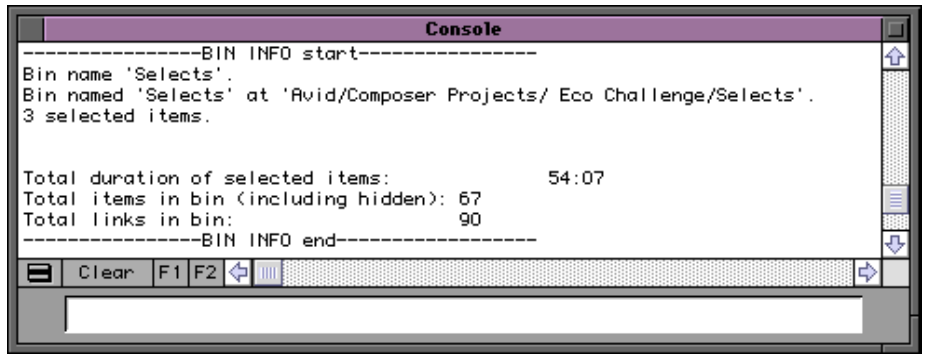 Console
----------------BIN INFO start----------------
Bin name 'Selects'.
Bin named 'Selects' at 'Avid/Composer Projects/ Eco Challenge/Selects'.
3 selected items.
Total duration of selected items: 54:07
Total items in bin (including hidden): 67
Total links in bin: 90
----------------BIN INFO end------------------
Clear F1 F2